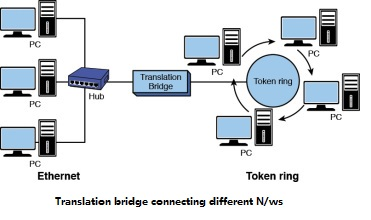 PC
PC
PC
Hub
Translation
Bridge
PC
PC
Token ring
PC
PC
Ethernet
Token ring
Translation bridge connecting different N/ws